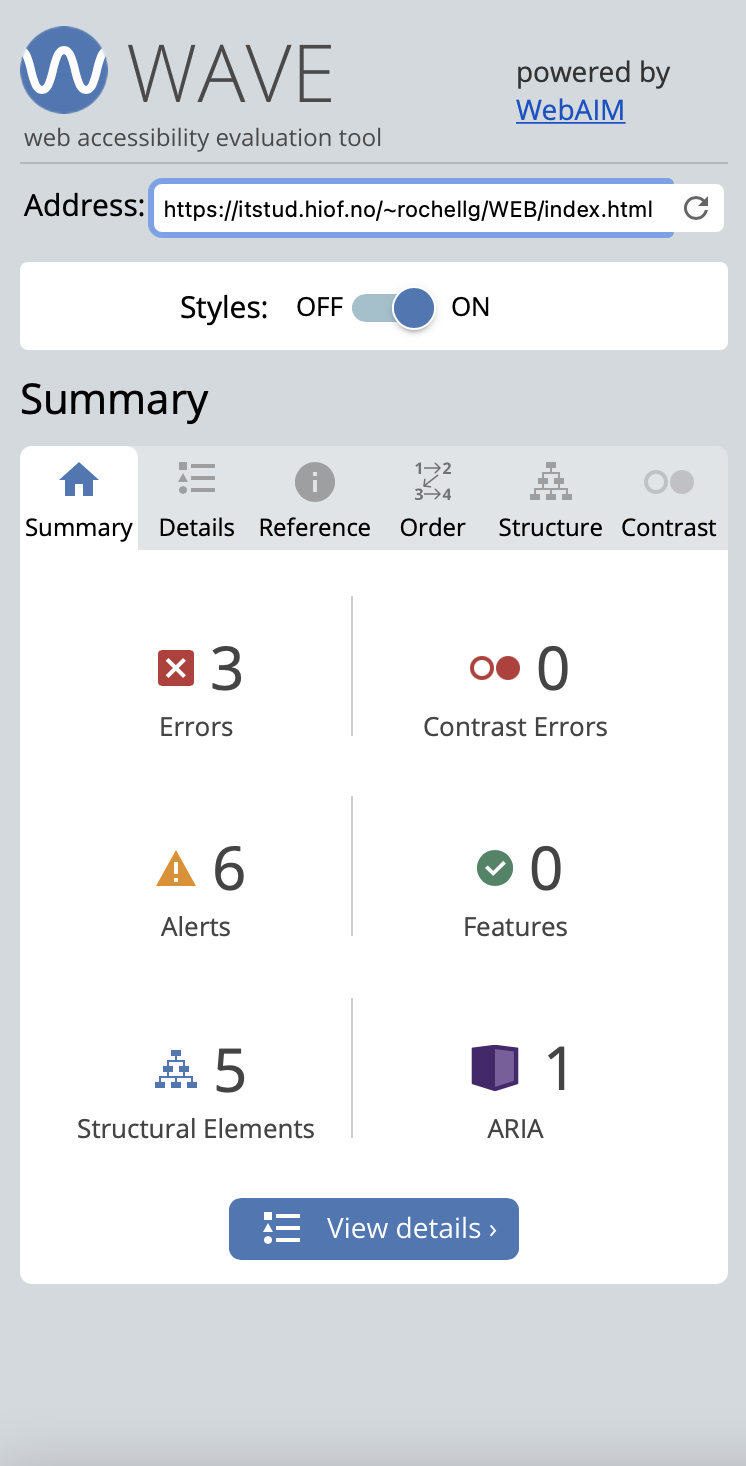 WAVE
powered by
WebAIM
web accessibility evaluation tool
Address: https://itstud.hiof.no/~rochellg/WEB/index.html
Styles: OFF ON
Summary
1→2
3→4
Summary Details Reference Order Structure Contrast
3 0
Errors Contrast Errors
6 0
Alerts Features
5 1
Structural Elements ARIA
View details ›